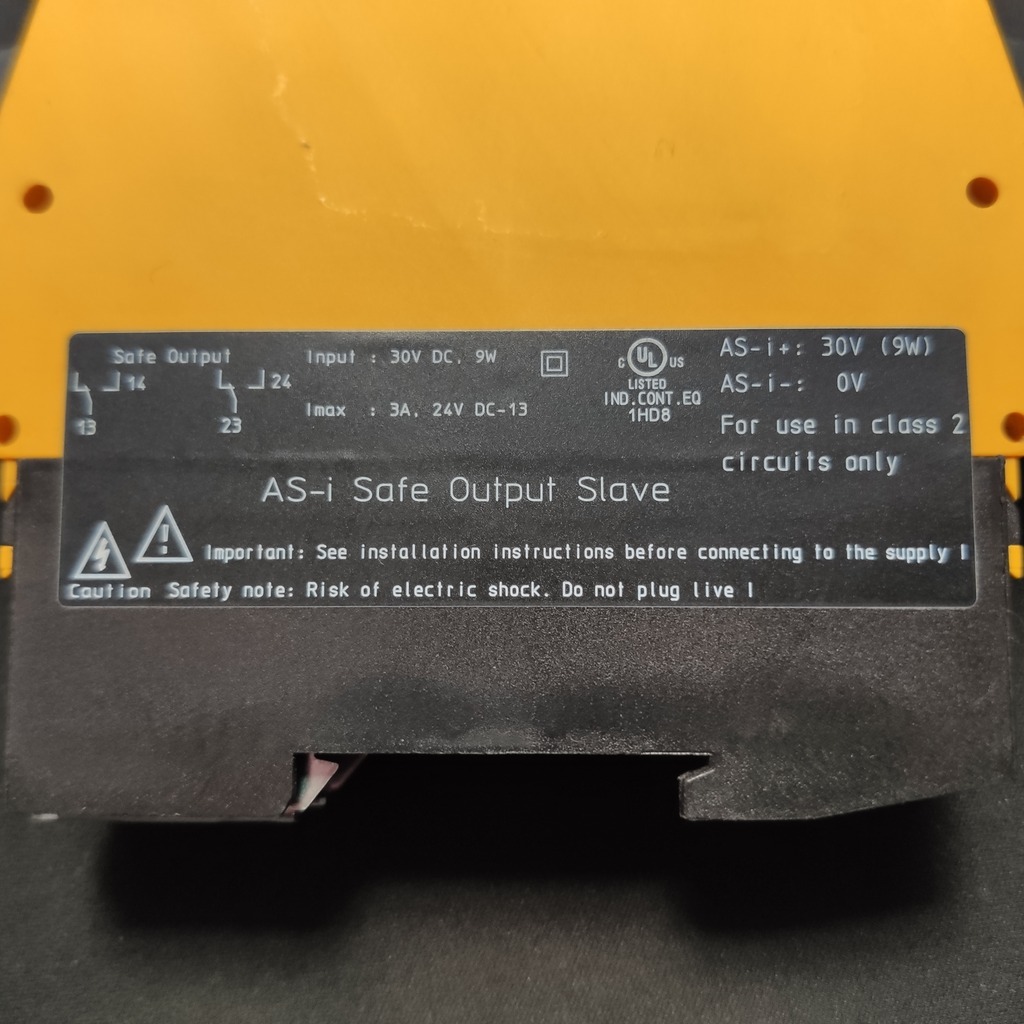 Safe Output
14
24
13
23
Input : 30V DC, 9W
Imax : 3A, 24V DC-13
C UL US
LISTED
IND.CONT.EQ
1HD8
AS-i+: 30V (9W)
AS-i-: 0V
For use in class 2
circuits only
AS-i Safe Output Slave
Important: See installation instructions before connecting to the supply !
Caution Safety note: Risk of electric shock. Do not plug live !